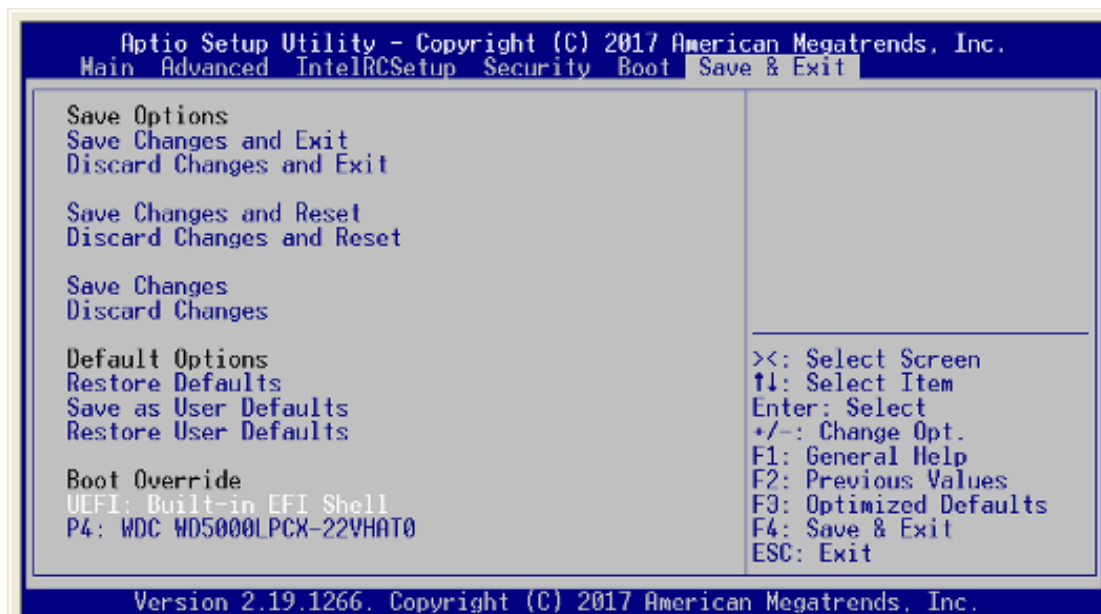 Aptio Setup Utility - Copyright (C) 2017 American Megatrends, Inc.
Main Advanced IntelRCSetup Security Boot Save & Exit
Save Options
Save Changes and Exit
Discard Changes and Exit
Save Changes and Reset
Discard Changes and Reset
Save Changes
Discard Changes
Default Options
Restore Defaults
Save as User Defaults
Restore User Defaults
Boot Override
UEFI: Built-in EFI Shell
P4: WDC WD5000LPCX-22VHAT0
><: Select Screen
↑↓: Select Item
Enter: Select
+/-: Change Opt.
F1: General Help
F2: Previous Values
F3: Optimized Defaults
F4: Save & Exit
ESC: Exit
Version 2.19.1266. Copyright (C) 2017 American Megatrends, Inc.